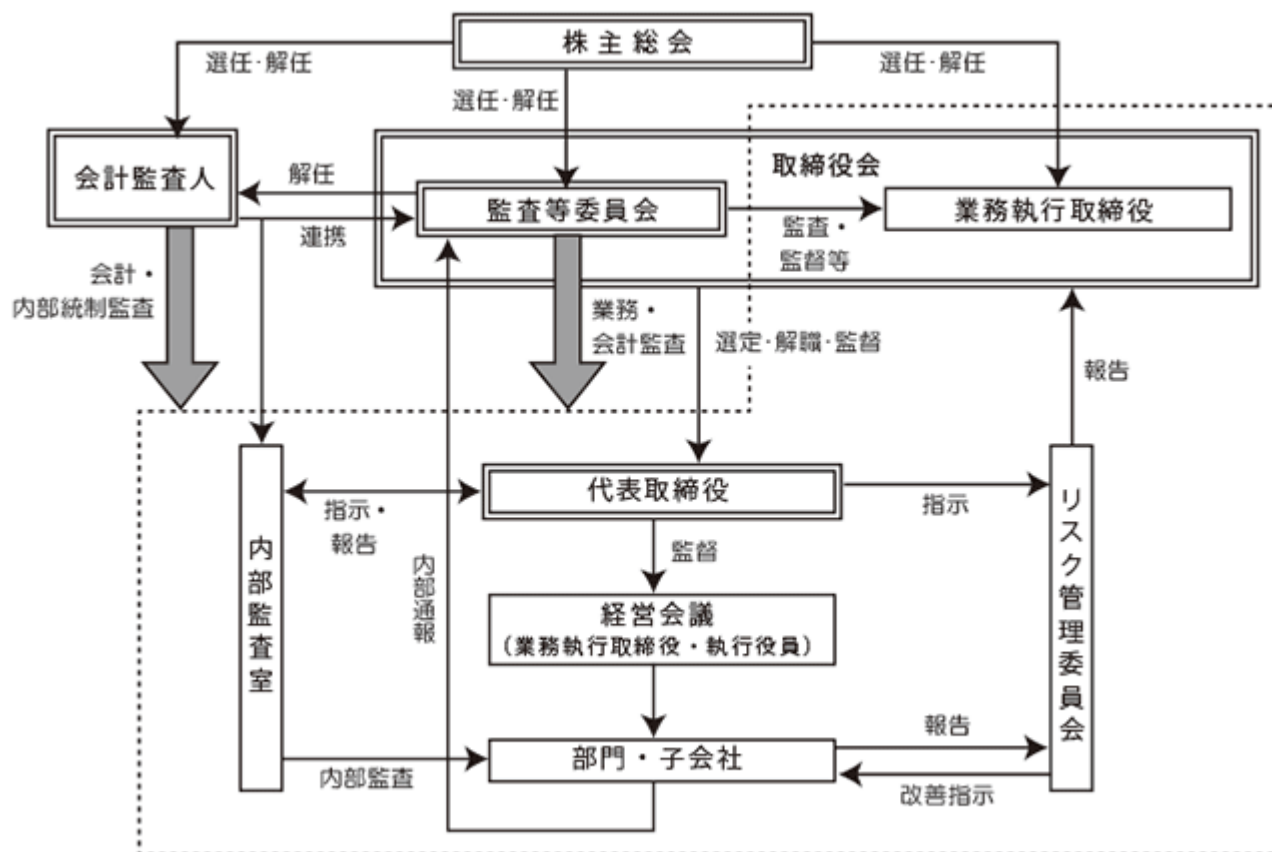 株主総会
選任・解任
選任・解任
選任・解任
会計監査人
解任
連携
取締役会
監査等委員会
業務執行取締役
監査・
監督等
会計・
内部統制監査
業務・
会計監査
選定・解職・監督
報告
代表取締役
指示・
報告
指示
内部監査室
内部通報
監督
経営会議
(業務執行取締役・執行役員)
リスク管理委員会
部門・子会社
内部監査
報告
改善指示